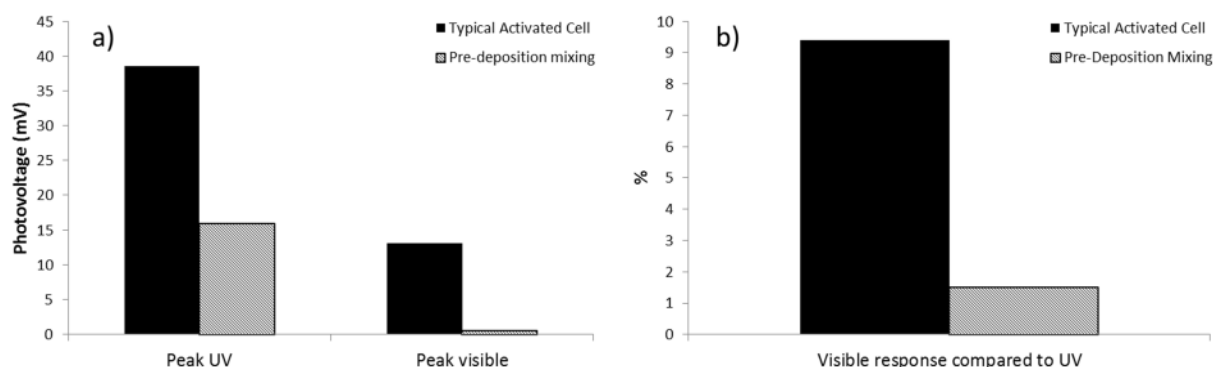 a)
Typical Activated Cell
Pre-deposition mixing
Photovoltage (mV)
45
40
35
30
25
20
15
10
5
0
Peak UV
Peak visible
b)
Typical Activated Cell
Pre-Deposition Mixing
%
10
9
8
7
6
5
4
3
2
1
0
Visible response compared to UV